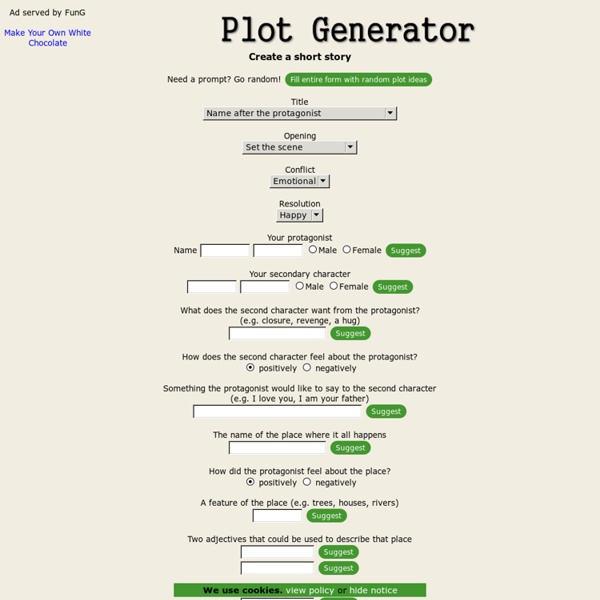 Ad served by FunG
Make Your Own White
Chocolate
Plot Generator
Create a short story
Need a prompt? Go random! Fill entire form with random plot ideas
Title
Name after the protagonist
Opening
Set the scene
Conflict
Emotional
Resolution
Happy
Your protagonist
Name Male Female Suggest
Your secondary character
Male Female Suggest
What does the second character want from the protagonist?
(e.g. closure, revenge, a hug)
Suggest
How does the second character feel about the protagonist?
positively negatively
Something the protagonist would like to say to the second character
(e.g. I love you, I am your father)
Suggest
The name of the place where it all happens
Suggest
How did the protagonist feel about the place?
positively negatively
A feature of the place (e.g. trees, houses, rivers)
Suggest
Two adjectives that could be used to describe that place
Suggest
Suggest
We use cookies. view policy or hide notice